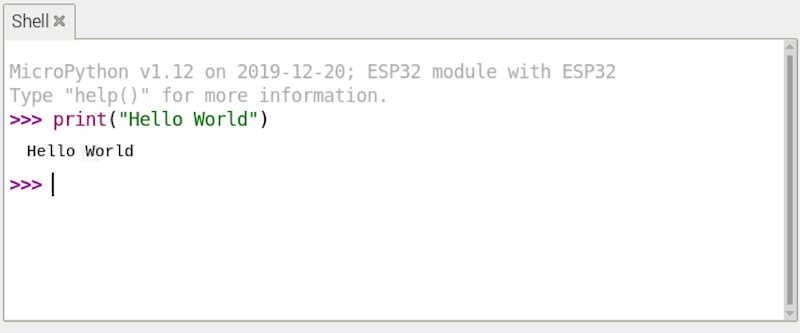 Shell
MicroPython v1.12 on 2019-12-20; ESP32 module with ESP32
Type "help()" for more information.
>>> print("Hello World")
Hello World
>>>